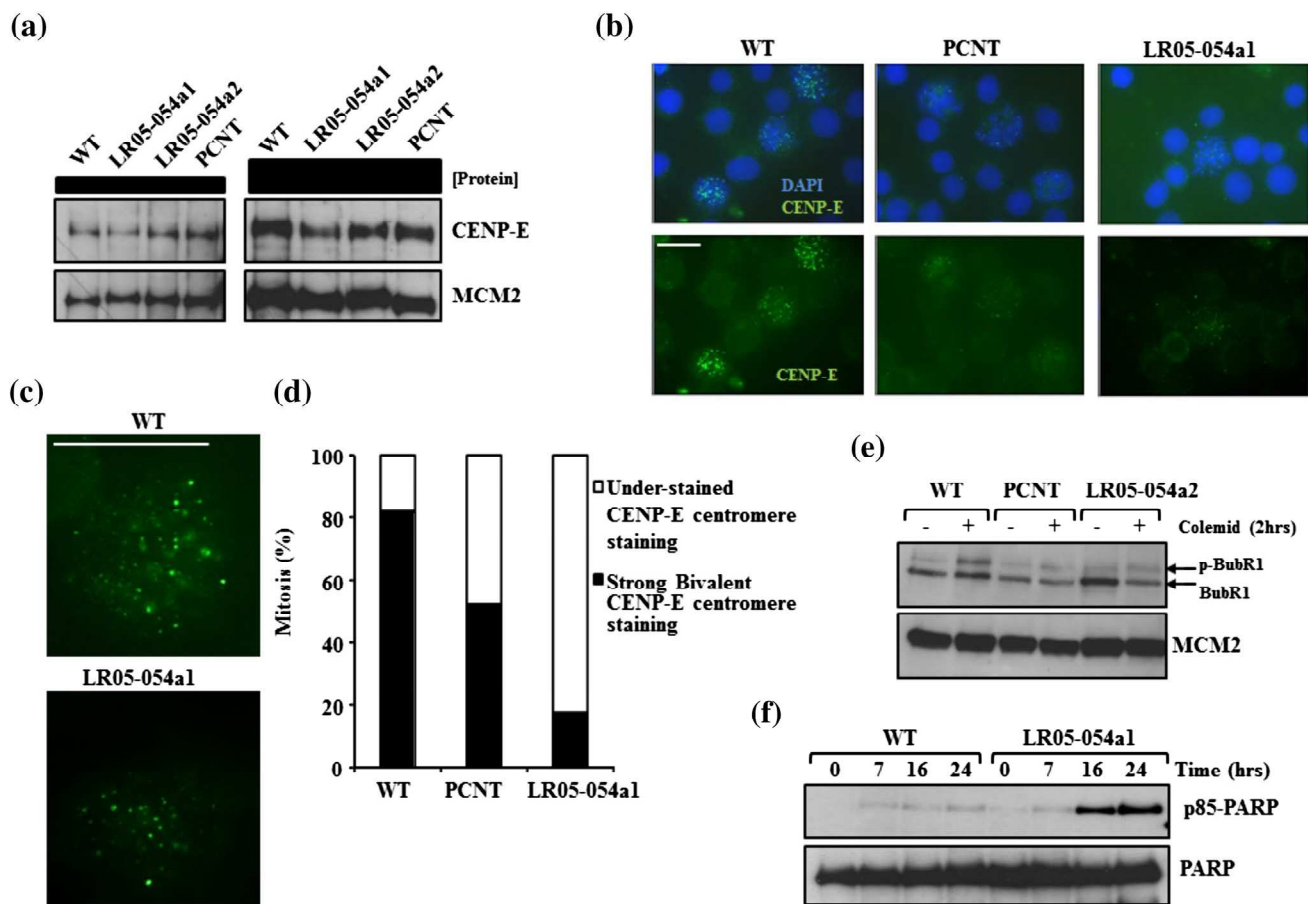 (a)
WT LR05-054a1 LR05-054a2 PCNT WT LR05-054a1 LR05-054a2 PCNT
[Protein]
CENP-E
MCM2
(b)
WT PCNT LR05-054a1
DAPI
CENP-E
CENP-E
(c)
WT
LR05-054a1
(d)
Mitosis (%)
100
80
60
40
20
0
WT PCNT LR05-054a1
Under-stained
CENP-E centromere
staining
Strong Bivalent
CENP-E centromere
staining
(e)
WT PCNT LR05-054a2
- + - + - + Colemid (2hrs)
p-BubR1
BubR1
MCM2
(f)
WT LR05-054a1
0 7 16 24 0 7 16 24 Time (hrs)
p85-PARP
PARP